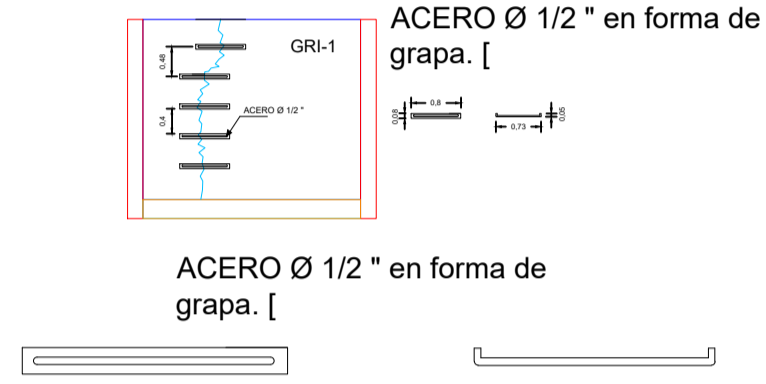 ACERO Ø 1/2 " en forma de
grapa. [
GRI-1
0,48
0,4
ACERO Ø 1/2 "
0,8
0,08
0,73
0,05
ACERO Ø 1/2 " en forma de
grapa. [